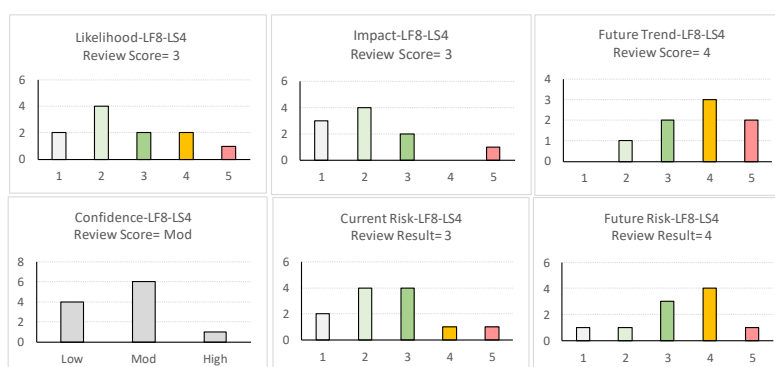 Likelihood-LF8-LS4
Review Score= 3
6
4
2
0
1 2 3 4 5
Impact-LF8-LS4
Review Score= 3
6
4
2
0
1 2 3 4 5
Future Trend-LF8-LS4
Review Score= 4
4
3
2
1
0
1 2 3 4 5
Confidence-LF8-LS4
Review Score= Mod
8
6
4
2
0
Low Mod High
Current Risk-LF8-LS4
Review Result= 3
6
4
2
0
1 2 3 4 5
Future Risk-LF8-LS4
Review Result= 4
6
4
2
0
1 2 3 4 5